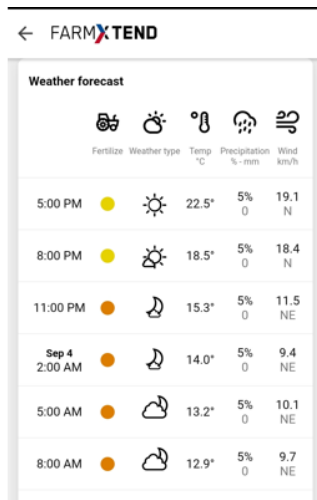 FARMXTEND
Weather forecast
Fertilize Weather type Temp °C Precipitation % - mm Wind km/h
5:00 PM 22.5° 5% 0 19.1 N
8:00 PM 18.5° 5% 0 18.4 N
11:00 PM 15.3° 5% 0 11.5 NE
Sep 4 2:00 AM 14.0° 5% 0 9.4 NE
5:00 AM 13.2° 5% 0 10.1 NE
8:00 AM 12.9° 5% 0 9.7 NE